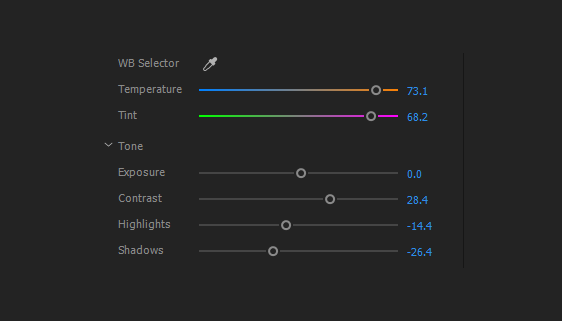 WB Selector
Temperature 73.1
Tint 68.2
Tone
Exposure 0.0
Contrast 28.4
Highlights -14.4
Shadows -26.4